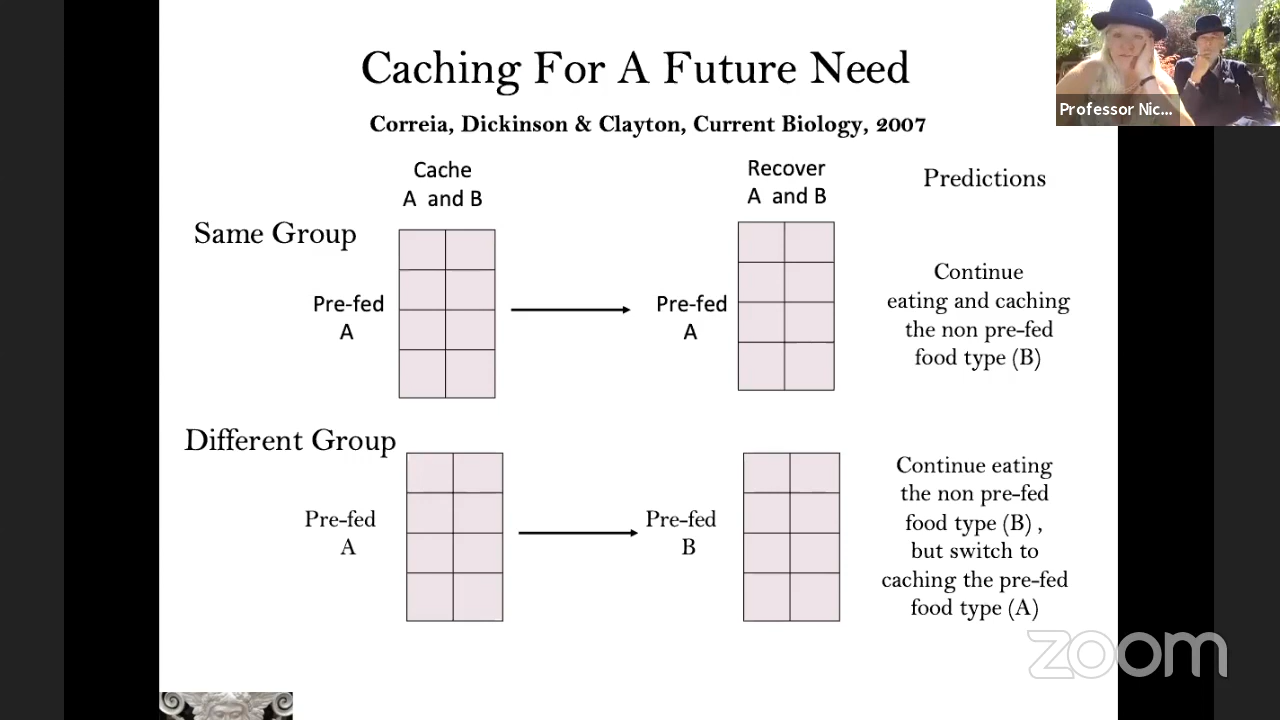 Caching For A Future Need
Correia, Dickinson & Clayton, Current Biology, 2007
Cache
A and B
Recover
A and B
Predictions
Same Group
Pre-fed
A
Pre-fed
A
Continue
eating and caching
the non pre-fed
food type (B)
Different Group
Pre-fed
A
Pre-fed
B
Continue eating
the non pre-fed
food type (B) ,
but switch to
caching the pre-fed
food type (A)
Professor Nic...
zoom